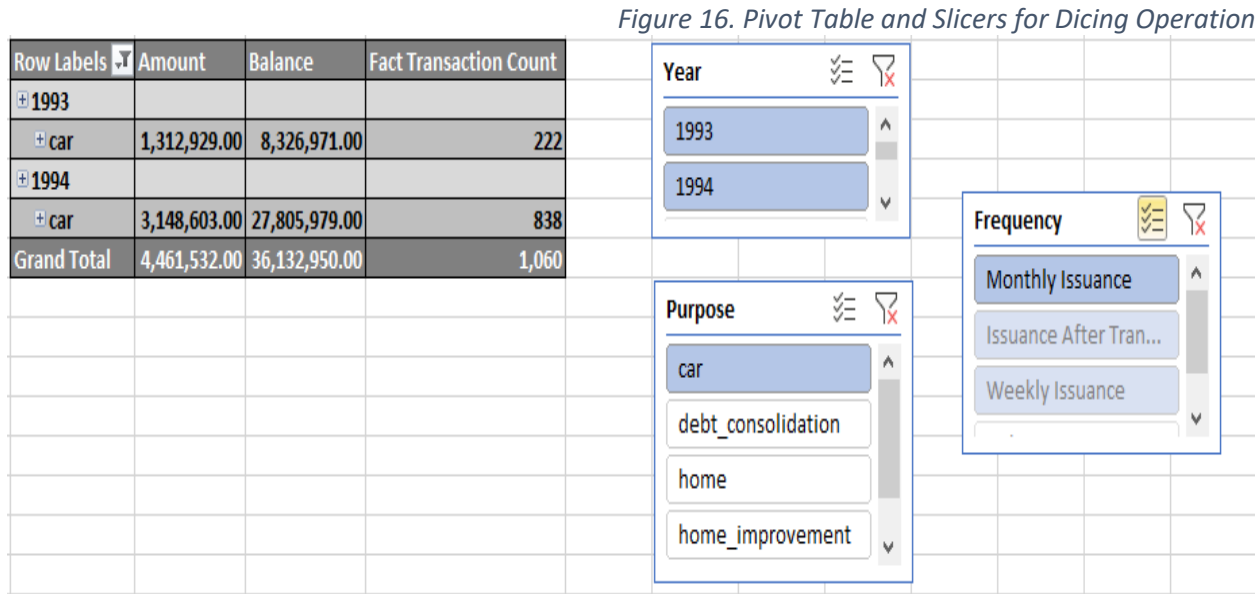 Figure 16. Pivot Table and Slicers for Dicing Operation
Row Labels Amount Balance Fact Transaction Count
1993
car 1,312,929.00 8,326,971.00 222
1994
car 3,148,603.00 27,805,979.00 838
Grand Total 4,461,532.00 36,132,950.00 1,060
Year
1993
1994
Purpose
car
debt_consolidation
home
home_improvement
Frequency
Monthly Issuance
Issuance After Tran...
Weekly Issuance